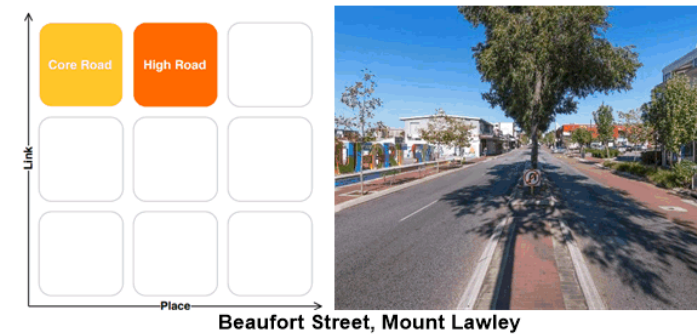 Core Road
High Road
Link
Place
Beaufort Street, Mount Lawley